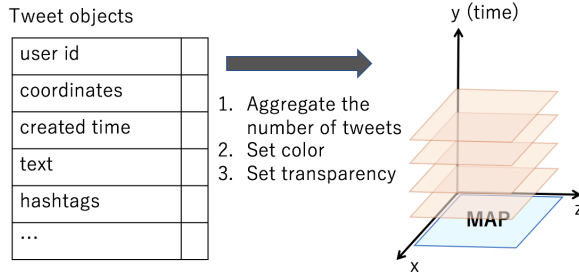 Tweet objects
user id
coordinates
created time
text
hashtags
...
1. Aggregate the
number of tweets
2. Set color
3. Set transparency
y (time)
MAP
z
x